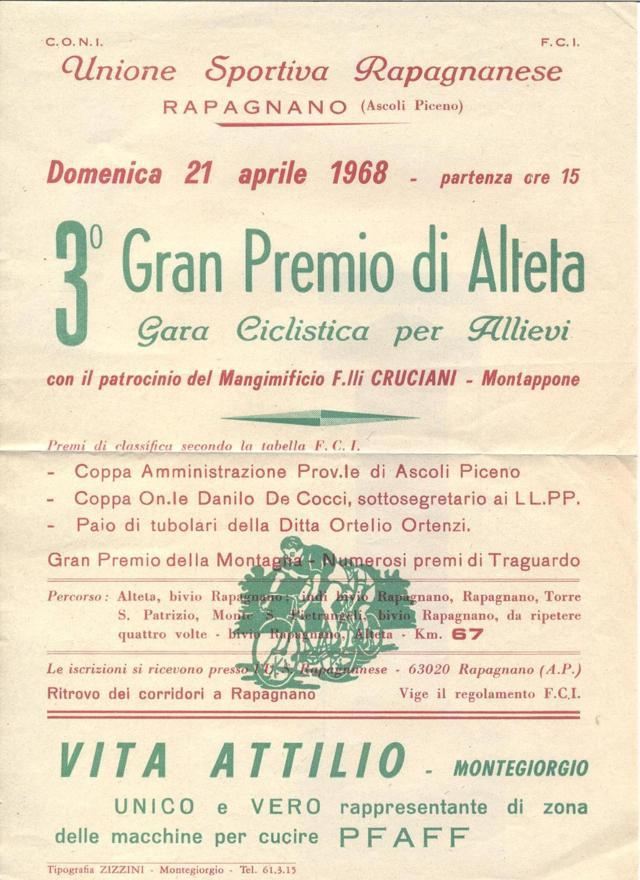 C.O.N.I. F.C.I.
Unione Sportiva Rapagnanese
RAPAGNANO (Ascoli Piceno)
Domenica 21 aprile 1968 - partenza ore 15
3º Gran Premio di Alteta
Gara Ciclistica per Allievi
con il patrocinio del Mangimificio F.lli CRUCIANI - Montappone
Premi di classifica secondo la tabella F.C.I.
- Coppa Amministrazione Prov.le di Ascoli Piceno
- Coppa On.le Danilo De Cocci, sottosegretario ai LL.PP.
- Paio di tubolari della Ditta Ortelio Ortenzi.
Gran Premio della Montagna - Numerosi premi di Traguardo
Percorso: Alteta, bivio Rapagnano; indi bivio Rapagnano, Rapagnano, Torre
S. Patrizio, Monte S. Pietrangeli, bivio Rapagnano, da ripetere
quattro volte - bivio Rapagnano, Alteta - Km. 67
Le iscrizioni si ricevono presso l'U.S. Rapagnanese - 63020 Rapagnano (A.P.)
Ritrovo dei corridori a Rapagnano Vige il regolamento F.C.I.
VITA ATTILIO - MONTEGIORGIO
UNICO e VERO rappresentante di zona
delle macchine per cucire PFAFF
Tipografia ZIZZINI - Montegiorgio - Tel. 61.3.15